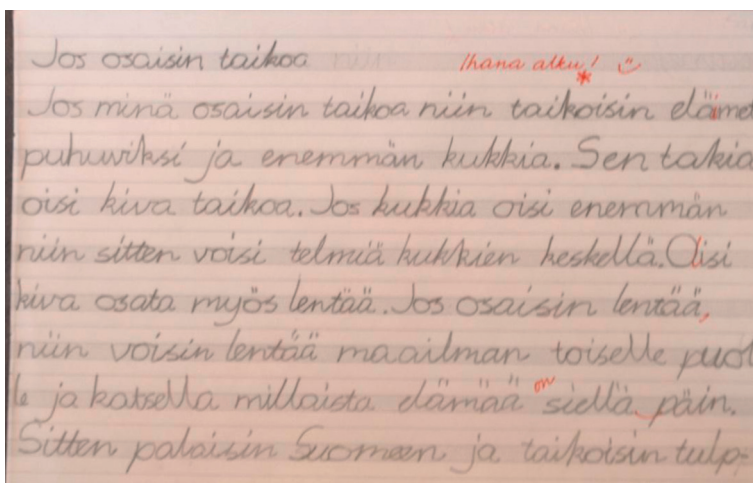 Jos osaisin taikoa Ihana alku! ☺
*
Jos minä osaisin taikoa niin taikoisin eläimet
puhuviksi ja enemmän kukkia. Sen takia
oisi kiva taikoa. Jos kukkia oisi enemmän
niin sitten voisi telmiä kukkien keskellä. Olisi
kiva osata myös lentää. Jos osaisin lentää,
niin voisin lentää maailman toiselle puol
le ja katsella millaista elämää on siellä päin.
Sitten palaisin Suomeen ja taikoisin tulp-